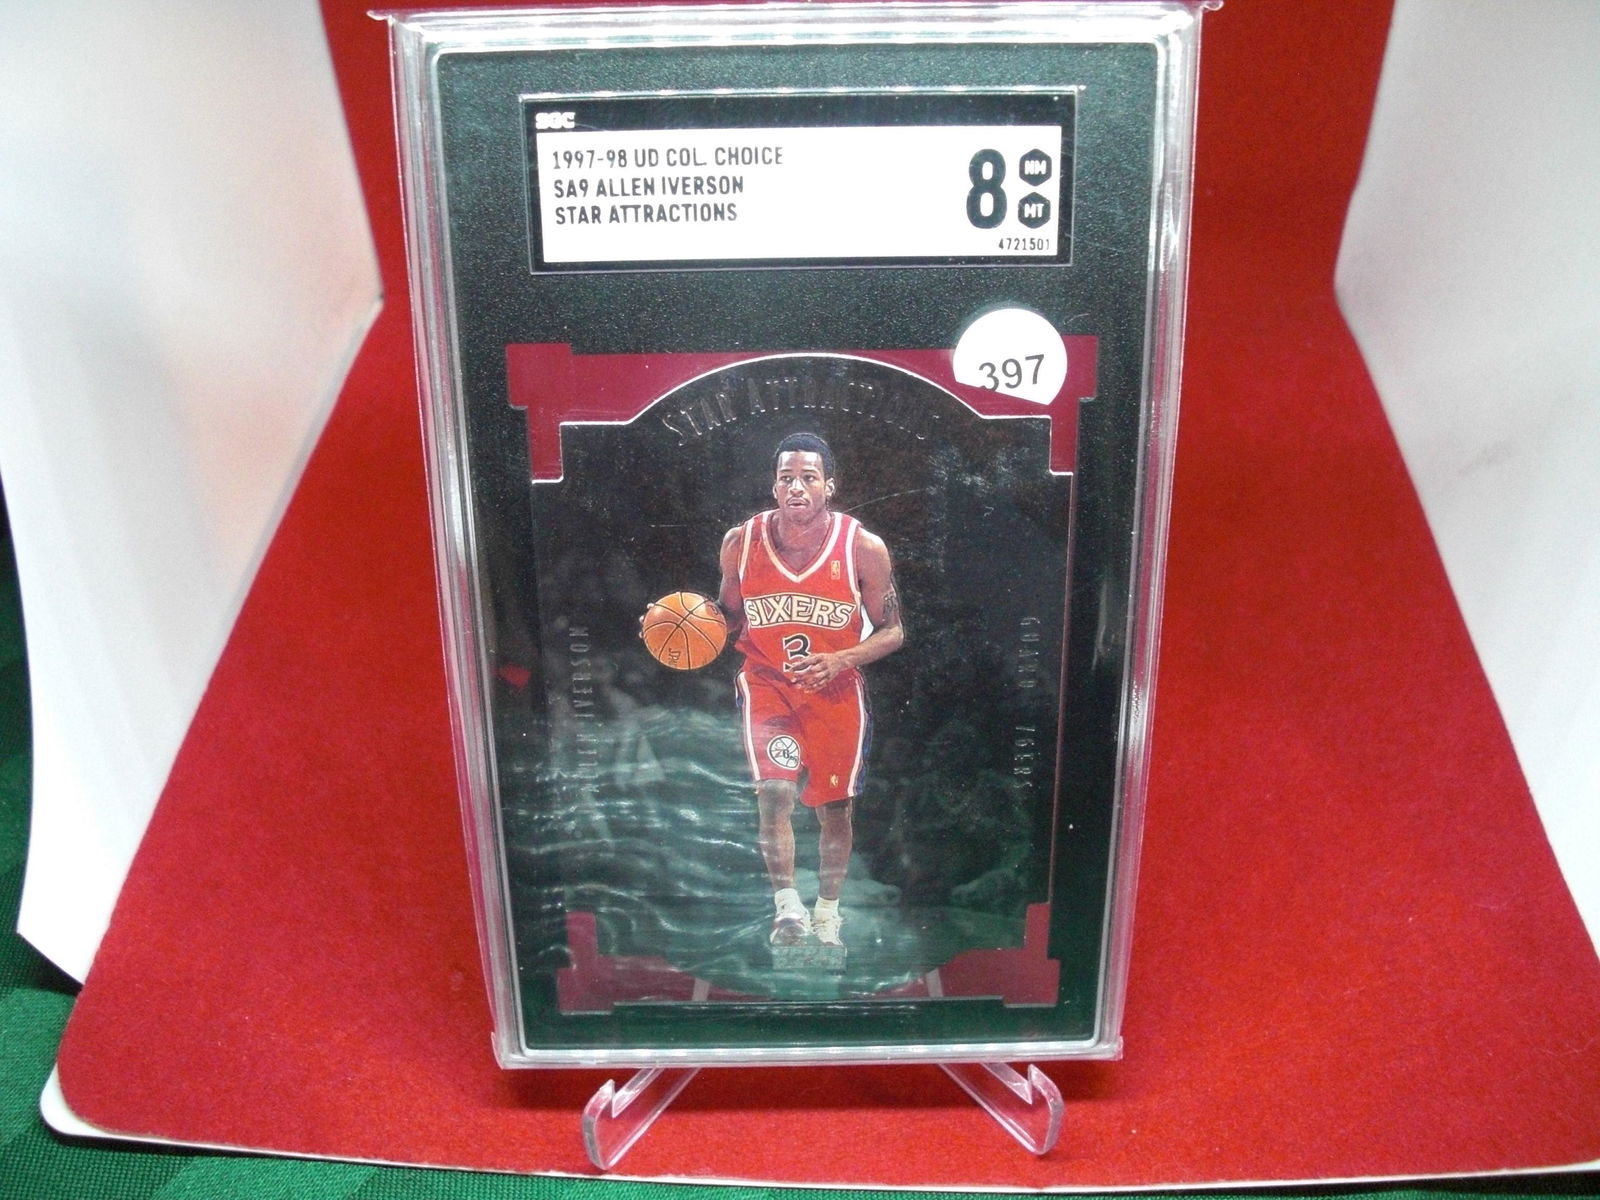 SGC
1997-98 UD COL. CHOICE
SA9 ALLEN IVERSON
STAR ATTRACTIONS
8 NM MT
4721501
397
STAR ATTRACTIONS
SIXERS
3
ALLEN IVERSON
GUARD 76ERS